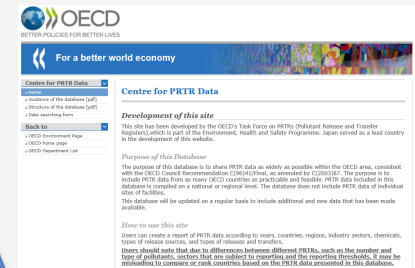 OECD
BETTER POLICIES FOR BETTER LIVES
For a better world economy
Centre for PRTR Data
Home
Guidance of the database [pdf]
Structure of the database [pdf]
Data searching form
Back to
OECD Environment Page
OECD home page
OECD Department List
Centre for PRTR Data
Development of this site
This site has been developed by the OECD's Task Force on PRTRs (Pollutant Release and Transfer
Registers),which is part of the Environment, Health and Safety Programme. Japan served as a lead country
in the development of this website.
Purpose of this Database
The purpose of this database is to share PRTR data as widely as possible within the OECD area, consistent
with the OECD Council Recommendation C(96)41/Final, as amended by C(2003)87. The purpose is to
include PRTR data from as many OECD countries as practicable and feasible. PRTR data included in this
database is compiled on a national or regional level. The database does not include PRTR data of individual
sites of facilities.
This database will be updated on a regular basis to include additional and new data that has been made
available.
How to use this site
Users can create a report of PRTR data according to years, countries, regions, industry sectors, chemicals,
types of release sources, and types of releases and transfers.
Users should note that due to differences between different PRTRs, such as the number and
type of pollutants, sectors that are subject to reporting and the reporting thresholds, it may be
misleading to compare or rank countries based on the PRTR data presented in this database.